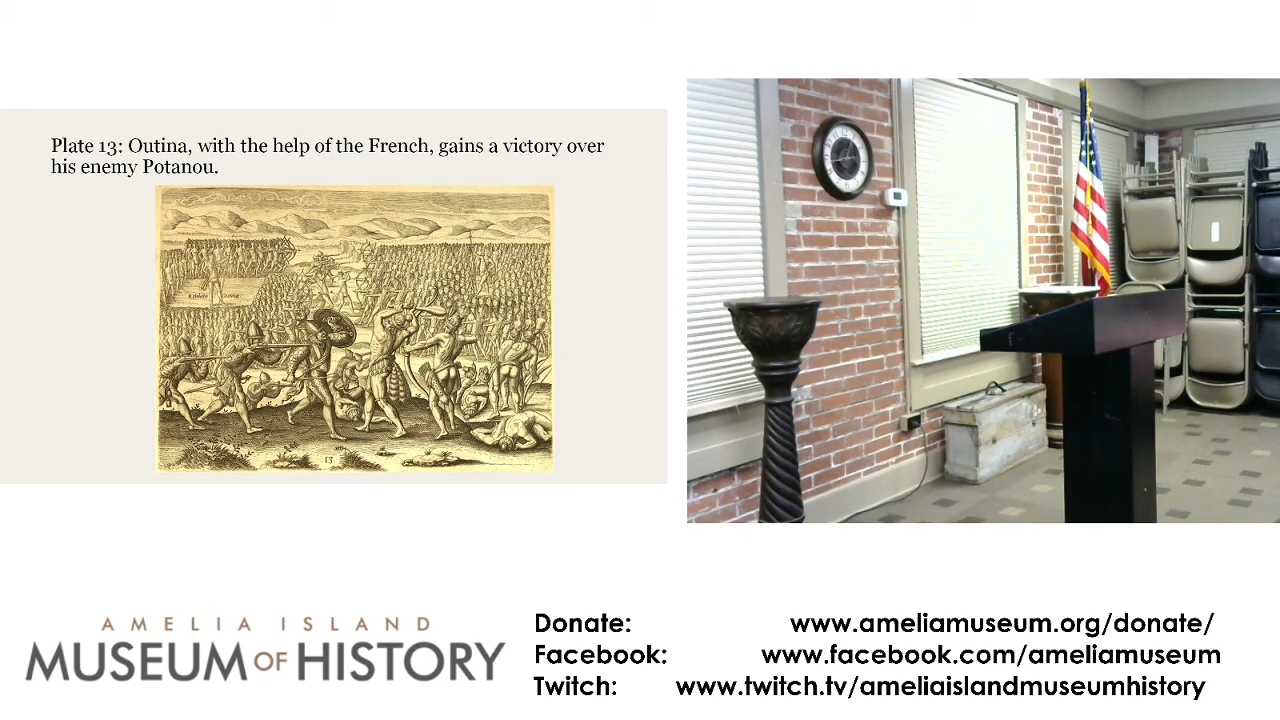 Plate 13: Outina, with the help of the French, gains a victory over
his enemy Potanou.
13
AMELIA ISLAND
MUSEUM OF HISTORY
Donate: www.ameliamuseum.org/donate/
Facebook: www.facebook.com/ameliamuseum
Twitch: www.twitch.tv/ameliaislandmuseumhistory